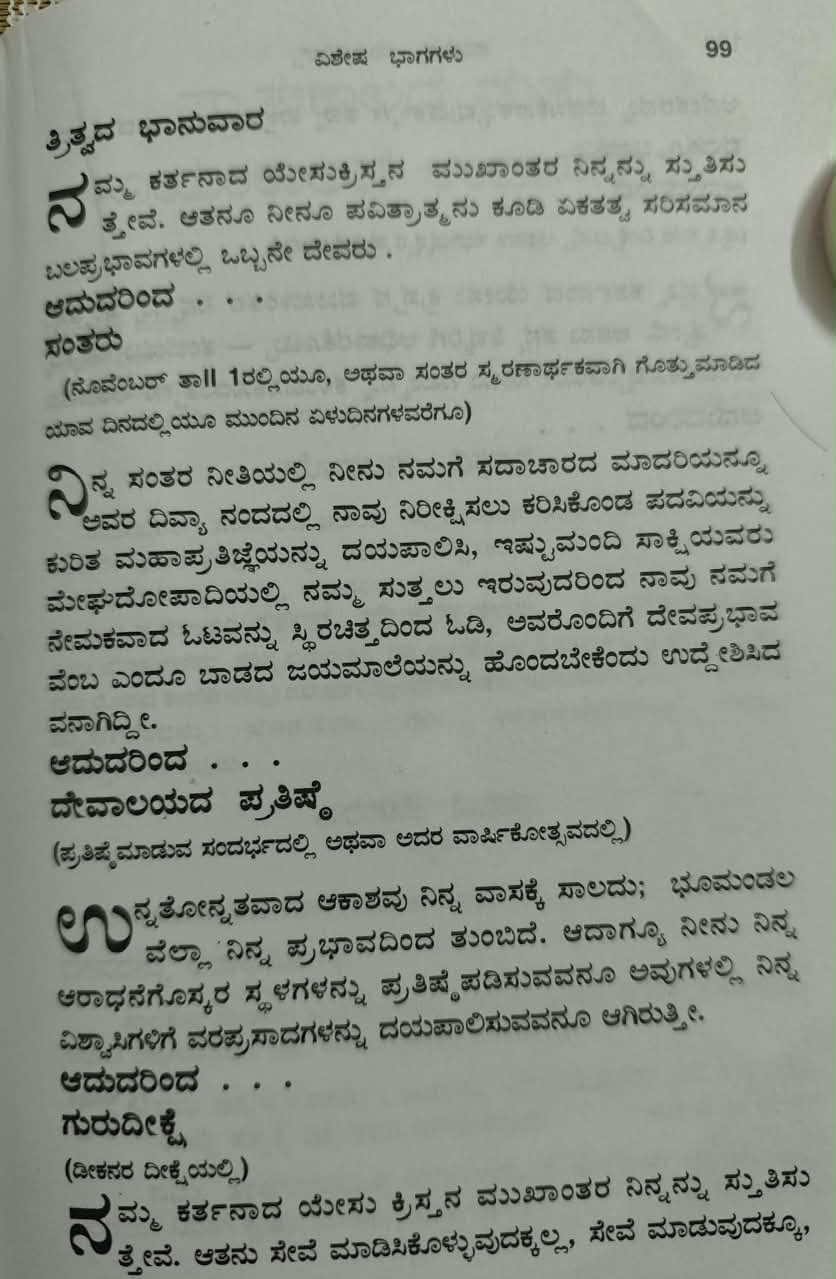 ವಿಶೇಷ ಭಾಗಗಳು 99
ತ್ರಿತ್ವದ ಭಾನುವಾರ
ನಮ್ಮ ಕರ್ತನಾದ ಯೇಸುಕ್ರಿಸ್ತನ ಮುಖಾಂತರ ನಿನ್ನನ್ನು ಸ್ತುತಿಸು
ತ್ತೇವೆ. ಆತನೂ ನೀನೂ ಪವಿತ್ರಾತ್ಮನು ಕೂಡಿ ಏಕತತ್ವ ಸರಿಸಮಾನ
ಬಲಪ್ರಭಾವಗಳಲ್ಲಿ ಒಬ್ಬನೇ ದೇವರು .
ಆದುದರಿಂದ . . .
ಸಂತರು
(ನೊವೆಂಬರ್ ತಾ॥ 1ರಲ್ಲಿಯೂ, ಅಥವಾ ಸಂತರ ಸ್ಮರಣಾರ್ಥಕವಾಗಿ ಗೊತ್ತುಮಾಡಿದ
ಯಾವ ದಿನದಲ್ಲಿಯೂ ಮುಂದಿನ ಏಳುದಿನಗಳವರೆಗೂ)
ನಿನ್ನ ಸಂತರ ನೀತಿಯಲ್ಲಿ ನೀನು ನಮಗೆ ಸದಾಚಾರದ ಮಾದರಿಯನ್ನೂ
ಅವರ ದಿವ್ಯಾ ನಂದದಲ್ಲಿ ನಾವು ನಿರೀಕ್ಷಿಸಲು ಕರಿಸಿಕೊಂಡ ಪದವಿಯನ್ನು
ಕುರಿತ ಮಹಾಪ್ರತಿಜ್ಞೆಯನ್ನು ದಯಪಾಲಿಸಿ, ಇಷ್ಟುಮಂದಿ ಸಾಕ್ಷಿಯವರು
ಮೇಘದೋಪಾದಿಯಲ್ಲಿ ನಮ್ಮ ಸುತ್ತಲು ಇರುವುದರಿಂದ ನಾವು ನಮಗೆ
ನೇಮಕವಾದ ಓಟವನ್ನು ಸ್ಥಿರಚಿತ್ತದಿಂದ ಓಡಿ, ಅವರೊಂದಿಗೆ ದೇವಪ್ರಭಾವ
ವೆಂಬ ಎಂದೂ ಬಾಡದ ಜಯಮಾಲೆಯನ್ನು ಹೊಂದಬೇಕೆಂದು ಉದ್ದೇಶಿಸಿದ
ವನಾಗಿದ್ದೀ.
ಆದುದರಿಂದ . . .
ದೇವಾಲಯದ ಪ್ರತಿಷ್ಠೆ
(ಪ್ರತಿಷ್ಠೆಮಾಡುವ ಸಂದರ್ಭದಲ್ಲಿ ಅಥವಾ ಅದರ ವಾರ್ಷಿಕೋತ್ಸವದಲ್ಲಿ)
ಉನ್ನತೋನ್ನತವಾದ ಆಕಾಶವು ನಿನ್ನ ವಾಸಕ್ಕೆ ಸಾಲದು; ಭೂಮಂಡಲ
ವೆಲ್ಲಾ ನಿನ್ನ ಪ್ರಭಾವದಿಂದ ತುಂಬಿದೆ. ಆದಾಗ್ಯೂ ನೀನು ನಿನ್ನ
ಆರಾಧನೆಗೊಸ್ಕರ ಸ್ಥಳಗಳನ್ನು ಪ್ರತಿಷ್ಠೆಪಡಿಸುವವನೂ ಅವುಗಳಲ್ಲಿ ನಿನ್ನ
ವಿಶ್ವಾಸಿಗಳಿಗೆ ವರಪ್ರಸಾದಗಳನ್ನು ದಯಪಾಲಿಸುವವನೂ ಆಗಿರುತ್ತೀ.
ಆದುದರಿಂದ . . .
ಗುರುದೀಕ್ಷೆ
(ಡೀಕನರ ದೀಕ್ಷೆಯಲ್ಲಿ)
ನಮ್ಮ ಕರ್ತನಾದ ಯೇಸು ಕ್ರಿಸ್ತನ ಮುಖಾಂತರ ನಿನ್ನನ್ನು ಸ್ತುತಿಸು
ತ್ತೇವೆ. ಆತನು ಸೇವೆ ಮಾಡಿಸಿಕೊಳ್ಳುವುದಕ್ಕಲ್ಲ, ಸೇವೆ ಮಾಡುವುದಕ್ಕೂ,